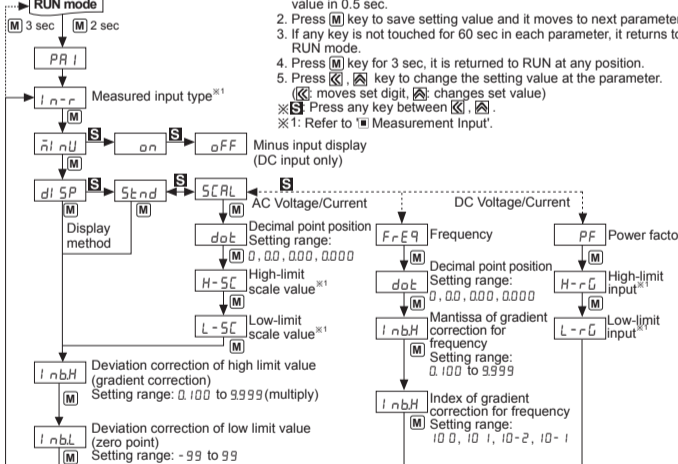 RUN mode
value in 0.5 sec.
M 3 sec M 2 sec
2. Press M key to save setting value and it moves to next parameter
3. If any key is not touched for 60 sec in each parameter, it returns to
RUN mode.
4. Press M key for 3 sec, it is returned to RUN at any position.
5. Press , key to change the setting value at the parameter.
( : moves set digit, : changes set value)
※S: Press any key between , .
※1: Refer to '▣ Measurement Input'.
PA1
In-r Measured input type※1
M
S S
ñInU on oFF Minus input display
(DC input only)
M
S S S
dISP Stnd SCAL
AC Voltage/Current DC Voltage/Current
M M M
Display
method
dot Decimal point position
Setting range:
M 0, 0.0, 0.00, 0.000
H-SC High-limit
scale value※1
M
L-SC Low-limit
scale value※1
M
FrEq Frequency
M
dot Decimal point position
Setting range:
0, 0.0, 0.00, 0.000
M
InbH Mantissa of gradient
correction for
frequency
M
Setting range:
0.100 to 9.999
InbH Index of gradient
correction for frequency
M Setting range:
10 0, 10 1, 10-2, 10-1
PF Power facto
M
H-rG High-limit
input※1
M
L-rG Low-limit
input※1
InbH Deviation correction of high limit value
(gradient correction)
M Setting range: 0.100 to 9.999 (multiply)
InbL Deviation correction of low limit value
(zero point)
M Setting range: -99 to 99